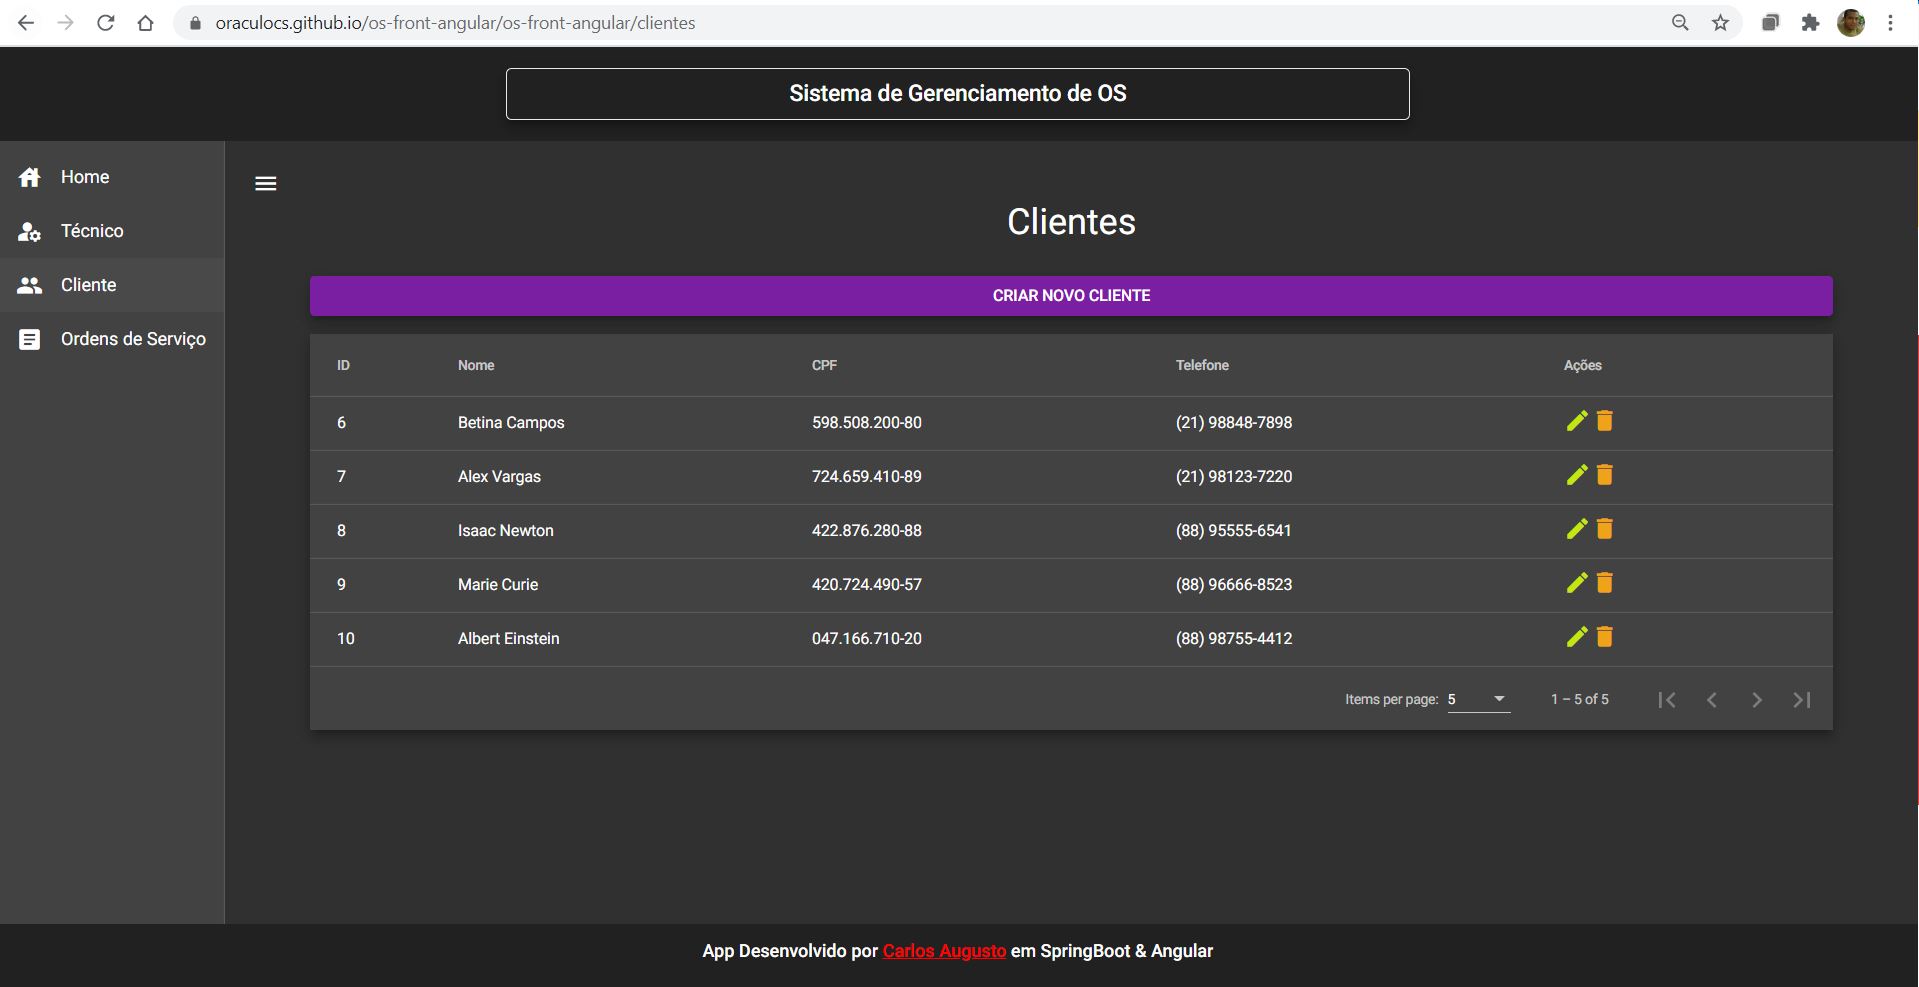 oraculocs.github.io/os-front-angular/os-front-angular/clientes
Sistema de Gerenciamento de OS
Home
Técnico
Cliente
Ordens de Serviço
Clientes
CRIAR NOVO CLIENTE
ID Nome CPF Telefone Ações
6 Betina Campos 598.508.200-80 (21) 98848-7898
7 Alex Vargas 724.659.410-89 (21) 98123-7220
8 Isaac Newton 422.876.280-88 (88) 95555-6541
9 Marie Curie 420.724.490-57 (88) 96666-8523
10 Albert Einstein 047.166.710-20 (88) 98755-4412
Items per page: 5 1 – 5 of 5
App Desenvolvido por Carlos Augusto em SpringBoot & Angular